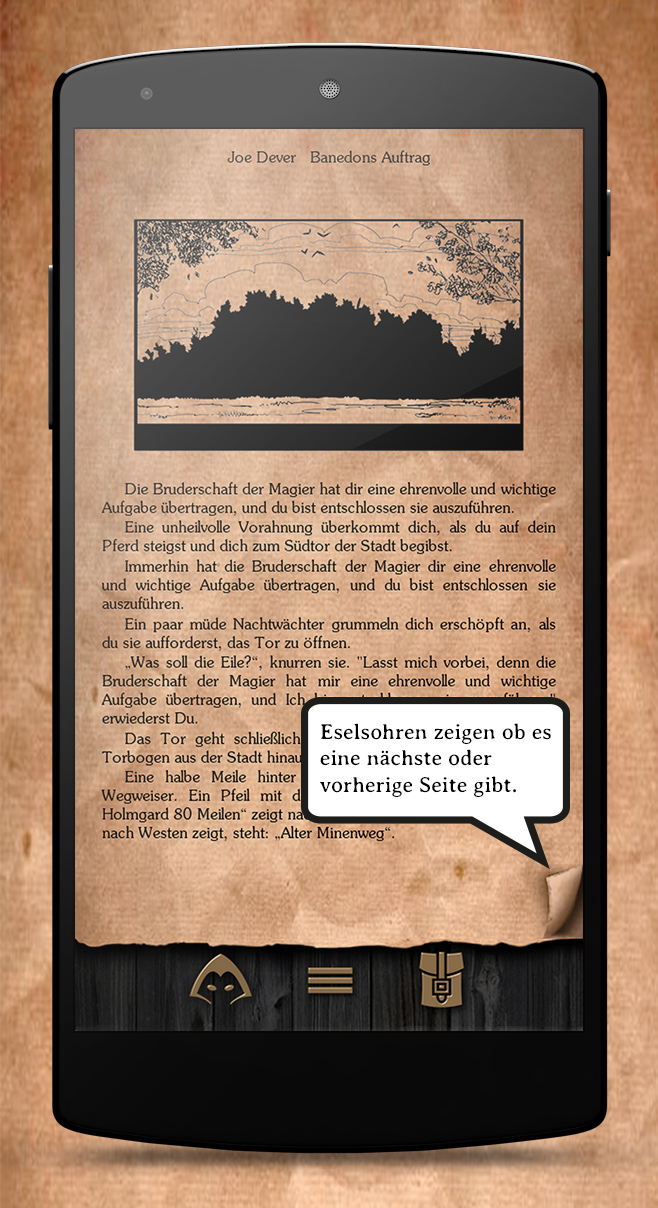 Joe Dever Banedons Auftrag
Die Bruderschaft der Magier hat dir eine ehrenvolle und wichtige
Aufgabe übertragen, und du bist entschlossen sie auszuführen.
Eine unheilvolle Vorahnung überkommt dich, als du auf dein
Pferd steigst und dich zum Südtor der Stadt begibst.
Immerhin hat die Bruderschaft der Magier dir eine ehrenvolle
und wichtige Aufgabe übertragen, und du bist entschlossen sie
auszuführen.
Ein paar müde Nachtwächter grummeln dich erschöpft an, als
du sie aufforderst, das Tor zu öffnen.
„Was soll die Eile?“, knurren sie. "Lasst mich vorbei, denn die
Bruderschaft der Magier hat mir eine ehrenvolle und wichtige
Aufgabe übertragen, und Ich
erwiederst Du.
Das Tor geht schließlich
Torbogen aus der Stadt
Eine halbe Meile hinter
Wegweiser. Ein Pfeil mit
Holmgard 80 Meilen“ zeigt
nach Westen zeigt, steht: „Alter Minenweg“.
Eselsohren zeigen ob es
eine nächste oder
vorherige Seite gibt.